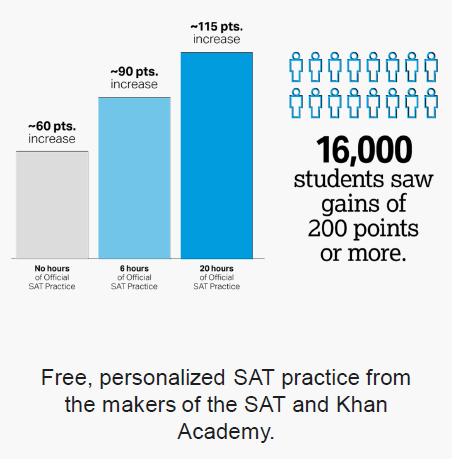 ~115 pts.
increase
~90 pts.
increase
~60 pts.
increase
No hours
of Official
SAT Practice
6 hours
of Official
SAT Practice
20 hours
of Official
SAT Practice
16,000
students saw
gains of
200 points
or more.
Free, personalized SAT practice from
the makers of the SAT and Khan
Academy.